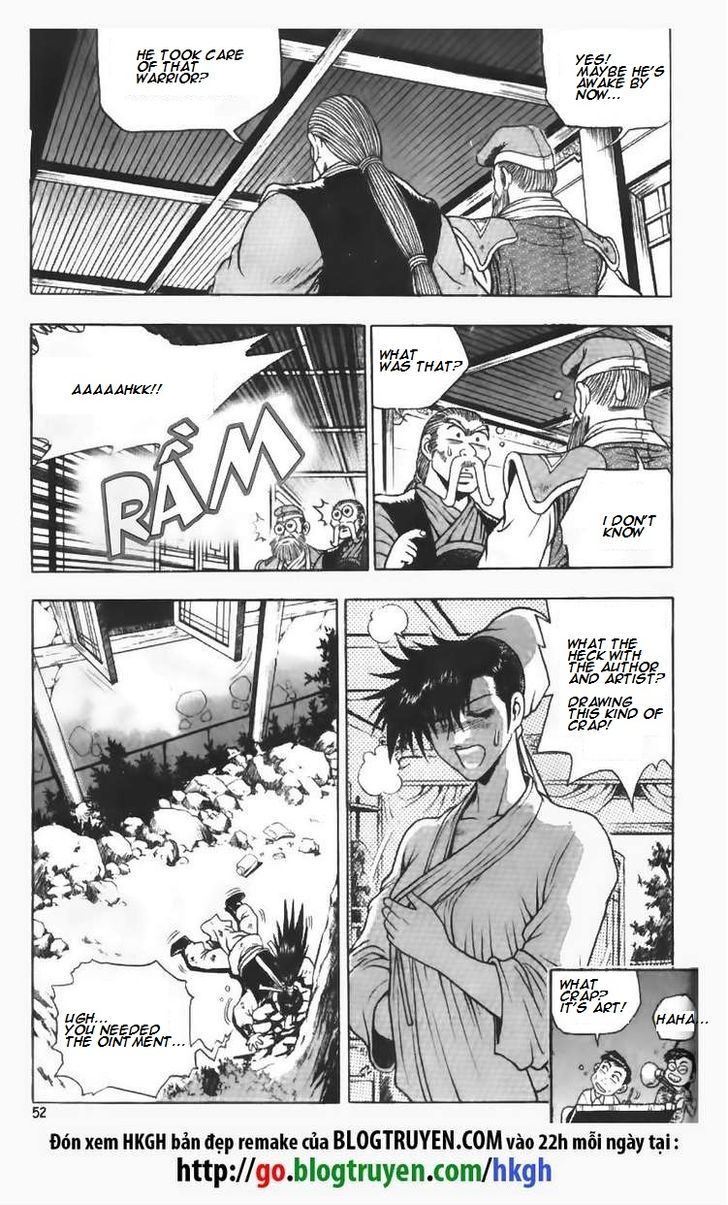 HE TOOK CARE
OF THAT
WARRIOR?
YES!
MAYBE HE'S
AWAKE BY
NOW...
AAAAAHKK!!
RẦM
WHAT
WAS THAT?
I DON'T
KNOW
WHAT THE
HECK WITH
THE AUTHOR
AND ARTIST?
DRAWING
THIS KIND OF
CRAP!
UGH...
YOU NEEDED
THE OINTMENT...
WHAT
CRAP?
IT'S ART!
HAHA...
52
Đón xem HKGH bản đẹp remake của BLOGTRUYEN.COM vào 22h mỗi ngày tại :
http://go.blogtruyen.com/hkgh